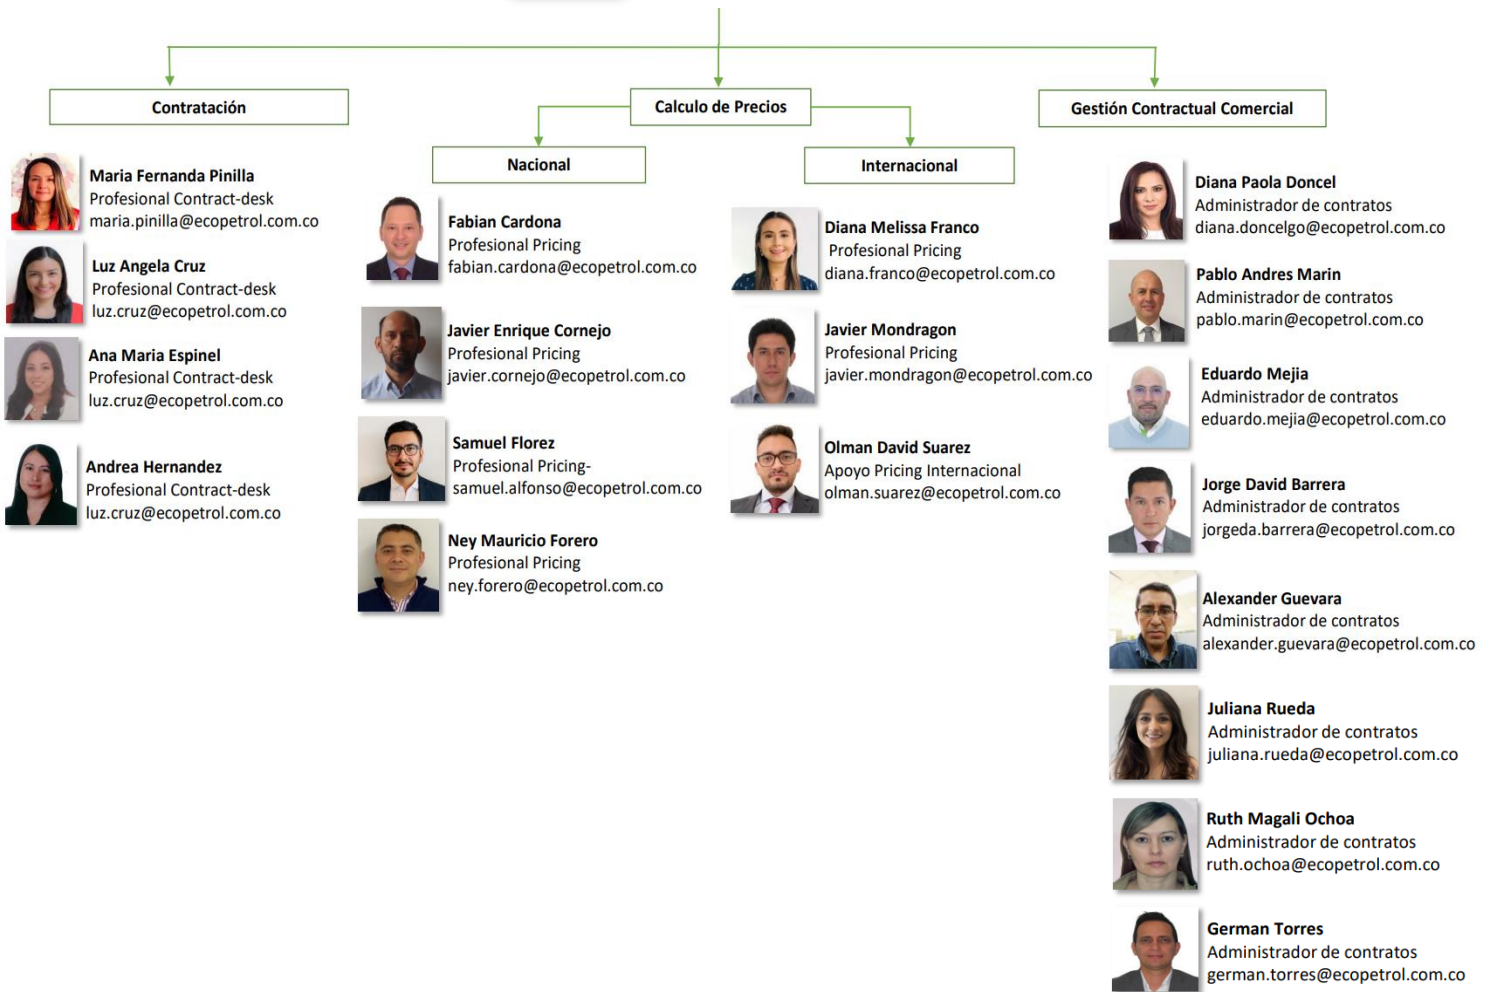 Contratación
Maria Fernanda Pinilla
Profesional Contract-desk
maria.pinilla@ecopetrol.com.co
Luz Angela Cruz
Profesional Contract-desk
luz.cruz@ecopetrol.com.co
Ana Maria Espinel
Profesional Contract-desk
luz.cruz@ecopetrol.com.co
Andrea Hernandez
Profesional Contract-desk
luz.cruz@ecopetrol.com.co
Calculo de Precios
Nacional
Fabian Cardona
Profesional Pricing
fabian.cardona@ecopetrol.com.co
Javier Enrique Cornejo
Profesional Pricing
javier.cornejo@ecopetrol.com.co
Samuel Florez
Profesional Pricing-
samuel.alfonso@ecopetrol.com.co
Ney Mauricio Forero
Profesional Pricing
ney.forero@ecopetrol.com.co
Internacional
Diana Melissa Franco
Profesional Pricing
diana.franco@ecopetrol.com.co
Javier Mondragon
Profesional Pricing
javier.mondragon@ecopetrol.com.co
Olman David Suarez
Apoyo Pricing Internacional
olman.suarez@ecopetrol.com.co
Gestión Contractual Comercial
Diana Paola Doncel
Administrador de contratos
diana.doncelgo@ecopetrol.com.co
Pablo Andres Marin
Administrador de contratos
pablo.marin@ecopetrol.com.co
Eduardo Mejia
Administrador de contratos
eduardo.mejia@ecopetrol.com.co
Jorge David Barrera
Administrador de contratos
jorgeda.barrera@ecopetrol.com.co
Alexander Guevara
Administrador de contratos
alexander.guevara@ecopetrol.com.co
Juliana Rueda
Administrador de contratos
juliana.rueda@ecopetrol.com.co
Ruth Magali Ochoa
Administrador de contratos
ruth.ochoa@ecopetrol.com.co
German Torres
Administrador de contratos
german.torres@ecopetrol.com.co